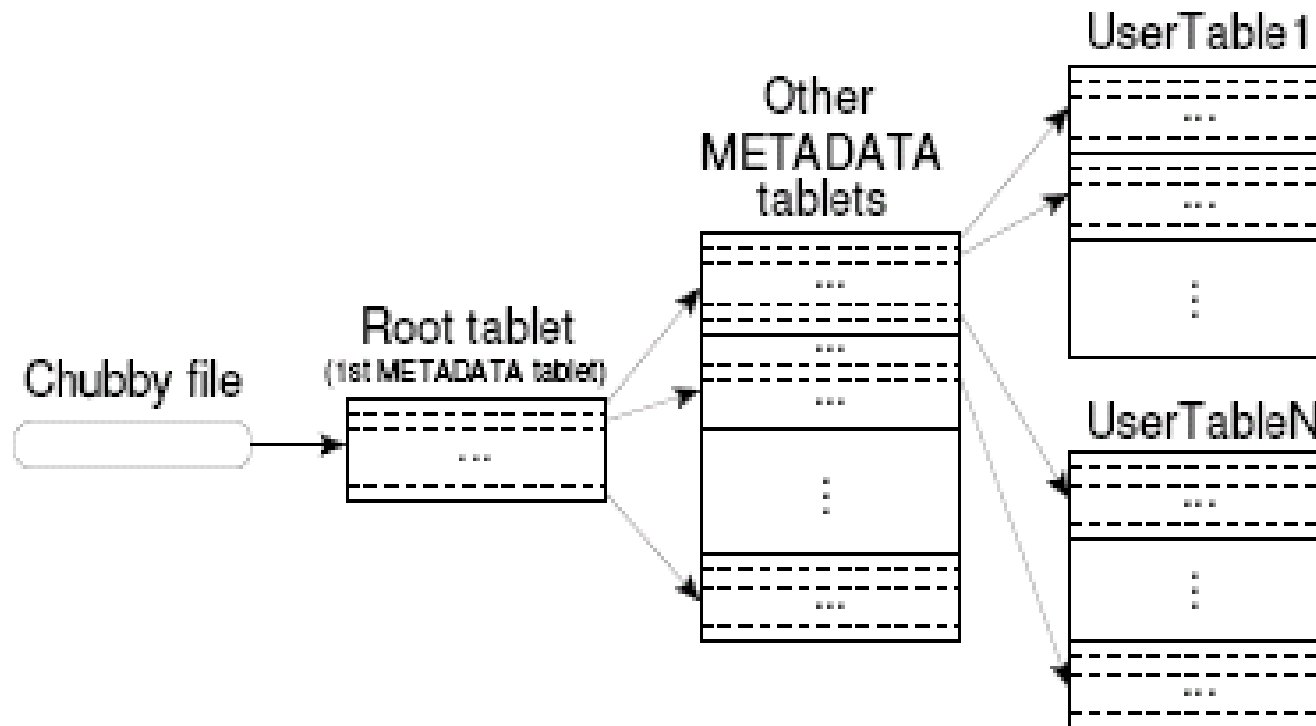 UserTable1
...
...
⋮
Other
METADATA
tablets
...
...
...
⋮
...
Root tablet
(1st METADATA tablet)
...
Chubby file
UserTableN
...
⋮
...